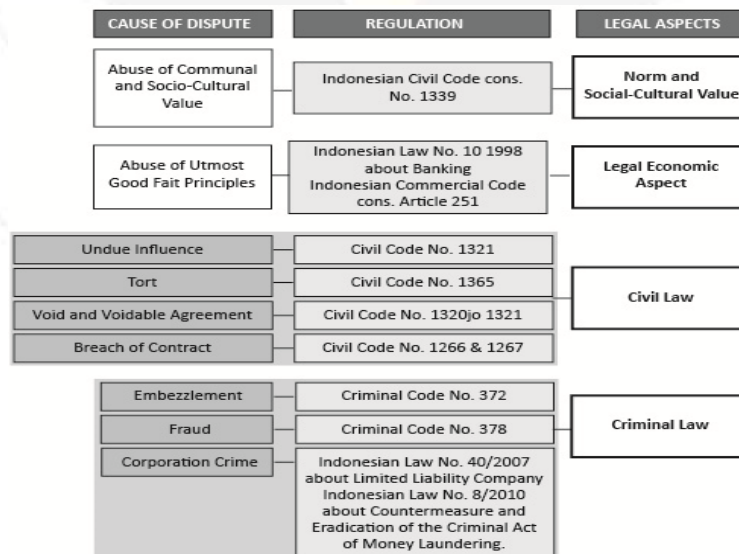 CAUSE OF DISPUTE
REGULATION
LEGAL ASPECTS
Abuse of Communal
and Socio-Cultural
Value
Indonesian Civil Code cons.
No. 1339
Norm and
Social-Cultural Value
Abuse of Utmost
Good Fait Principles
Indonesian Law No. 10 1998
about Banking
Indonesian Commercial Code
cons. Article 251
Legal Economic
Aspect
Undue Influence
Civil Code No. 1321
Tort
Civil Code No. 1365
Void and Voidable Agreement
Civil Code No. 1320jo 1321
Breach of Contract
Civil Code No. 1266 & 1267
Civil Law
Embezzlement
Criminal Code No. 372
Fraud
Criminal Code No. 378
Corporation Crime
Indonesian Law No. 40/2007
about Limited Liability Company
Indonesian Law No. 8/2010
about Countermeasure and
Eradication of the Criminal Act
of Money Laundering.
Criminal Law